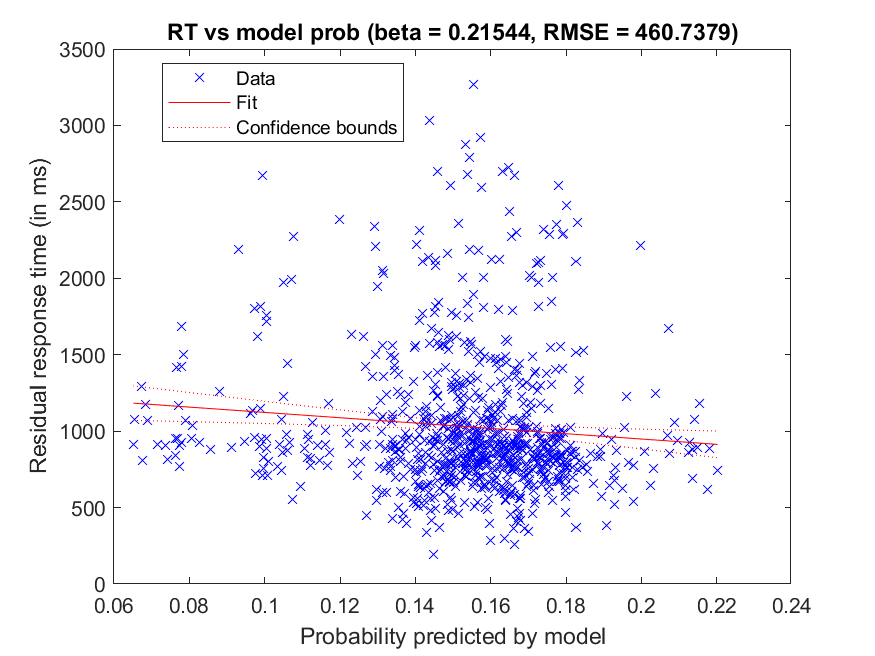 RT vs model prob (beta = 0.21544, RMSE = 460.7379)
3500
3000
2500
2000
1500
1000
500
0
Residual response time (in ms)
Data
Fit
Confidence bounds
0.06 0.08 0.1 0.12 0.14 0.16 0.18 0.2 0.22 0.24
Probability predicted by model